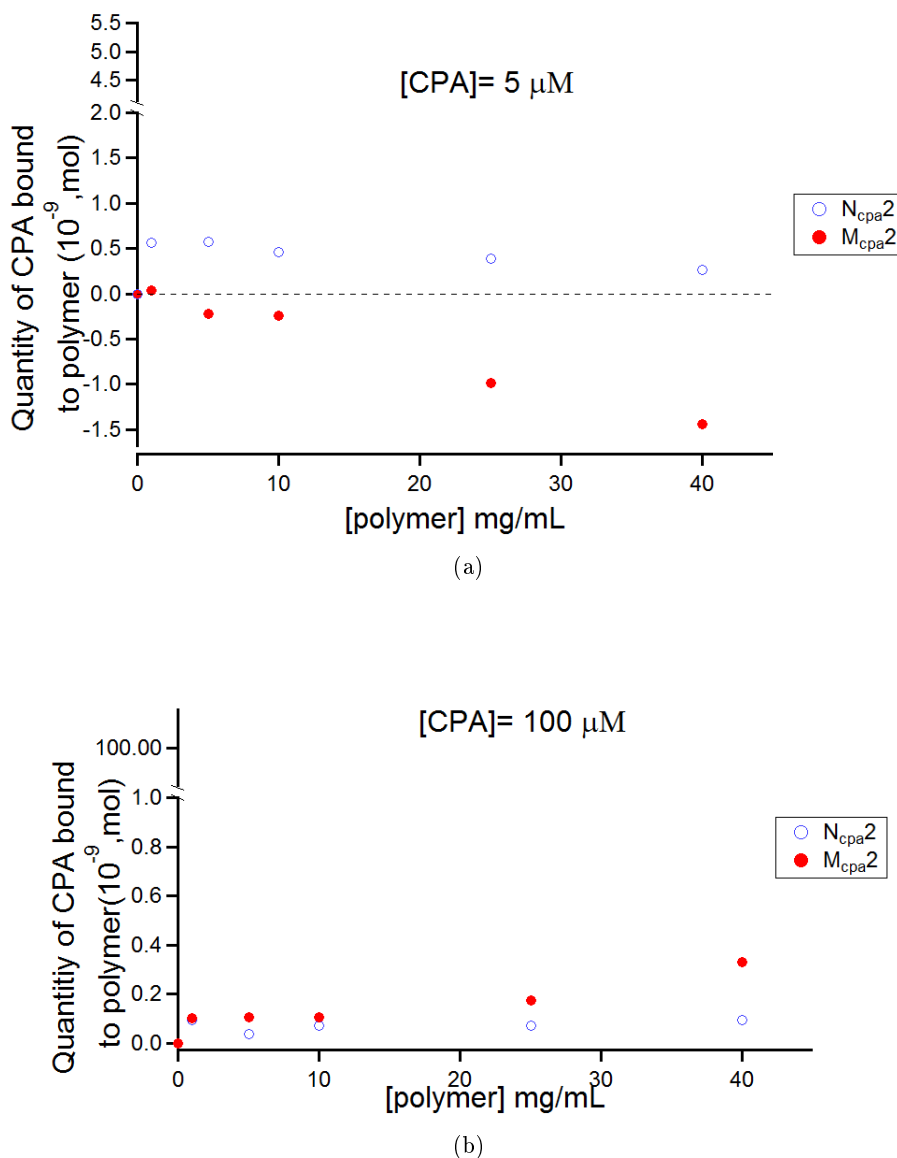 5.5
5.0
4.5
2.0
1.5
1.0
0.5
0.0
-0.5
-1.0
-1.5
Quantity of CPA bound
to polymer (10⁻⁹,mol)
[CPA]= 5 μM
N_cpa2
M_cpa2
0 10 20 30 40
[polymer] mg/mL
(a)
100.00
1.0
0.8
0.6
0.4
0.2
0.0
Quantitiy of CPA bound
to polymer(10⁻⁹,mol)
[CPA]= 100 μM
N_cpa2
M_cpa2
0 10 20 30 40
[polymer] mg/mL
(b)